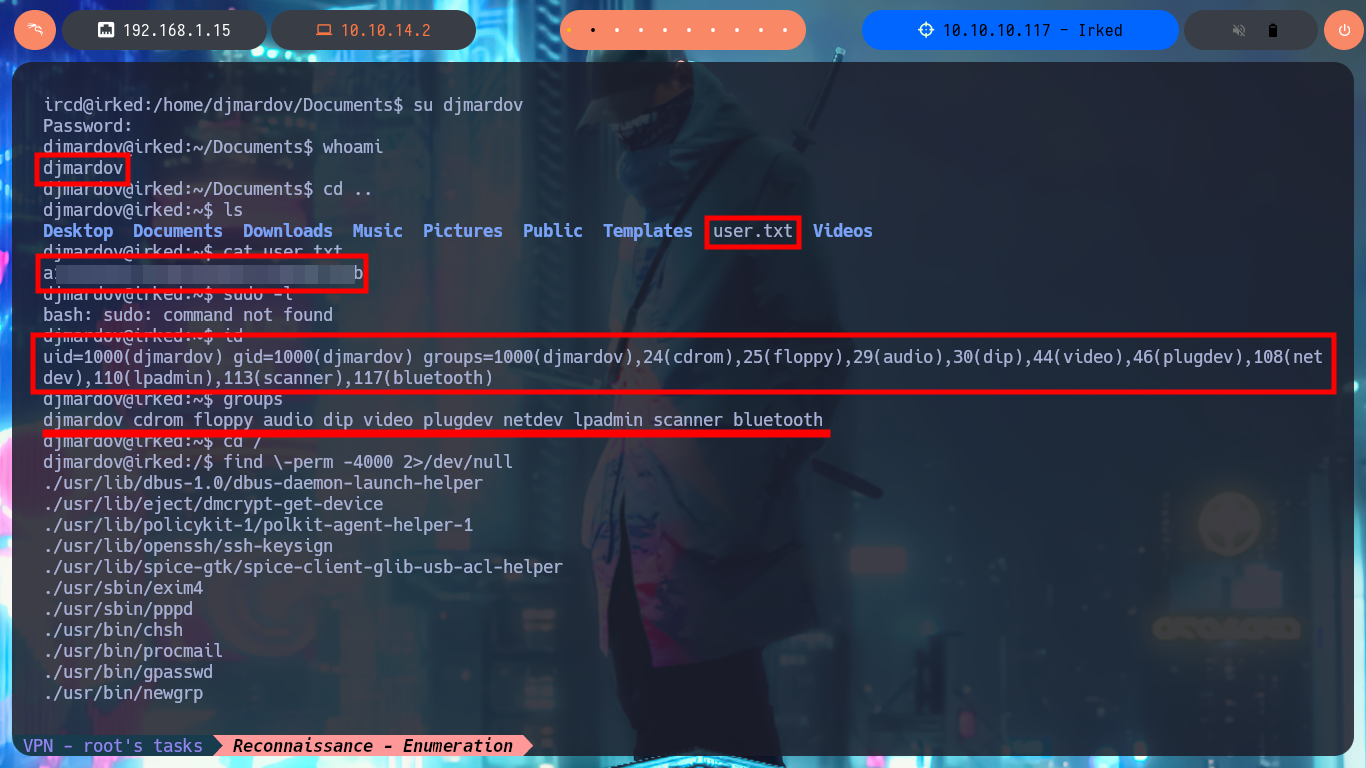 192.168.1.15
10.10.14.2
10.10.10.117 - Irked
ircd@irked:/home/djmardov/Documents$ su djmardov
Password:
djmardov@irked:~/Documents$ whoami
djmardov
djmardov@irked:~/Documents$ cd ..
djmardov@irked:~$ ls
Desktop  Documents  Downloads  Music  Pictures  Public  Templates  user.txt  Videos
djmardov@irked:~$ cat user.txt
djmardov@irked:~$ sudo -l
bash: sudo: command not found
djmardov@irked:~$ id
uid=1000(djmardov) gid=1000(djmardov) groups=1000(djmardov),24(cdrom),25(floppy),29(audio),30(dip),44(video),46(plugdev),108(net
dev),110(lpadmin),113(scanner),117(bluetooth)
djmardov@irked:~$ groups
djmardov cdrom floppy audio dip video plugdev netdev lpadmin scanner bluetooth
djmardov@irked:~$ cd /
djmardov@irked:/$ find \-perm -4000 2>/dev/null
./usr/lib/dbus-1.0/dbus-daemon-launch-helper
./usr/lib/eject/dmcrypt-get-device
./usr/lib/policykit-1/polkit-agent-helper-1
./usr/lib/openssh/ssh-keysign
./usr/lib/spice-gtk/spice-client-glib-usb-acl-helper
./usr/sbin/exim4
./usr/sbin/pppd
./usr/bin/chsh
./usr/bin/procmail
./usr/bin/gpasswd
./usr/bin/newgrp
VPN - root's tasks
Reconnaissance - Enumeration